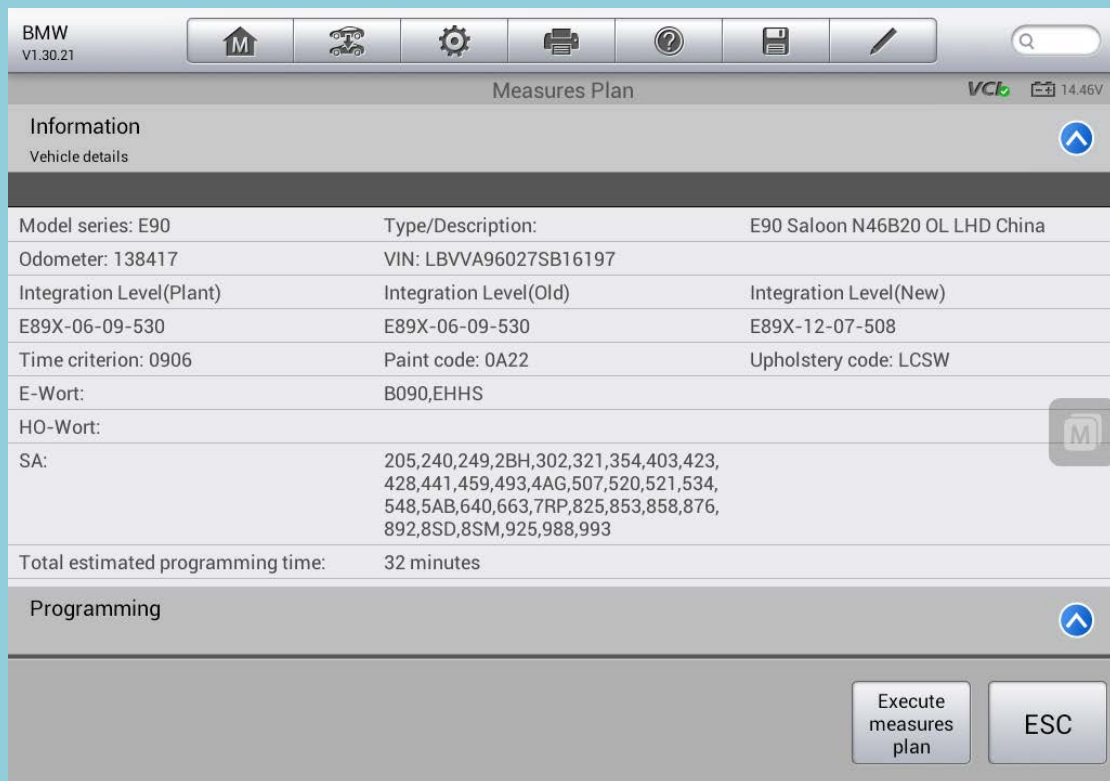 BMW
V1.30.21
M
Measures Plan
VCI
14.46V
Information
Vehicle details
Model series: E90 Type/Description: E90 Saloon N46B20 OL LHD China
Odometer: 138417 VIN: LBVVA96027SB16197
Integration Level(Plant) Integration Level(Old) Integration Level(New)
E89X-06-09-530 E89X-06-09-530 E89X-12-07-508
Time criterion: 0906 Paint code: 0A22 Upholstery code: LCSW
E-Wort: B090,EHHS
HO-Wort:
M
SA: 205,240,249,2BH,302,321,354,403,423,
428,441,459,493,4AG,507,520,521,534,
548,5AB,640,663,7RP,825,853,858,876,
892,8SD,8SM,925,988,993
Total estimated programming time: 32 minutes
Programming
Execute
measures
plan
ESC